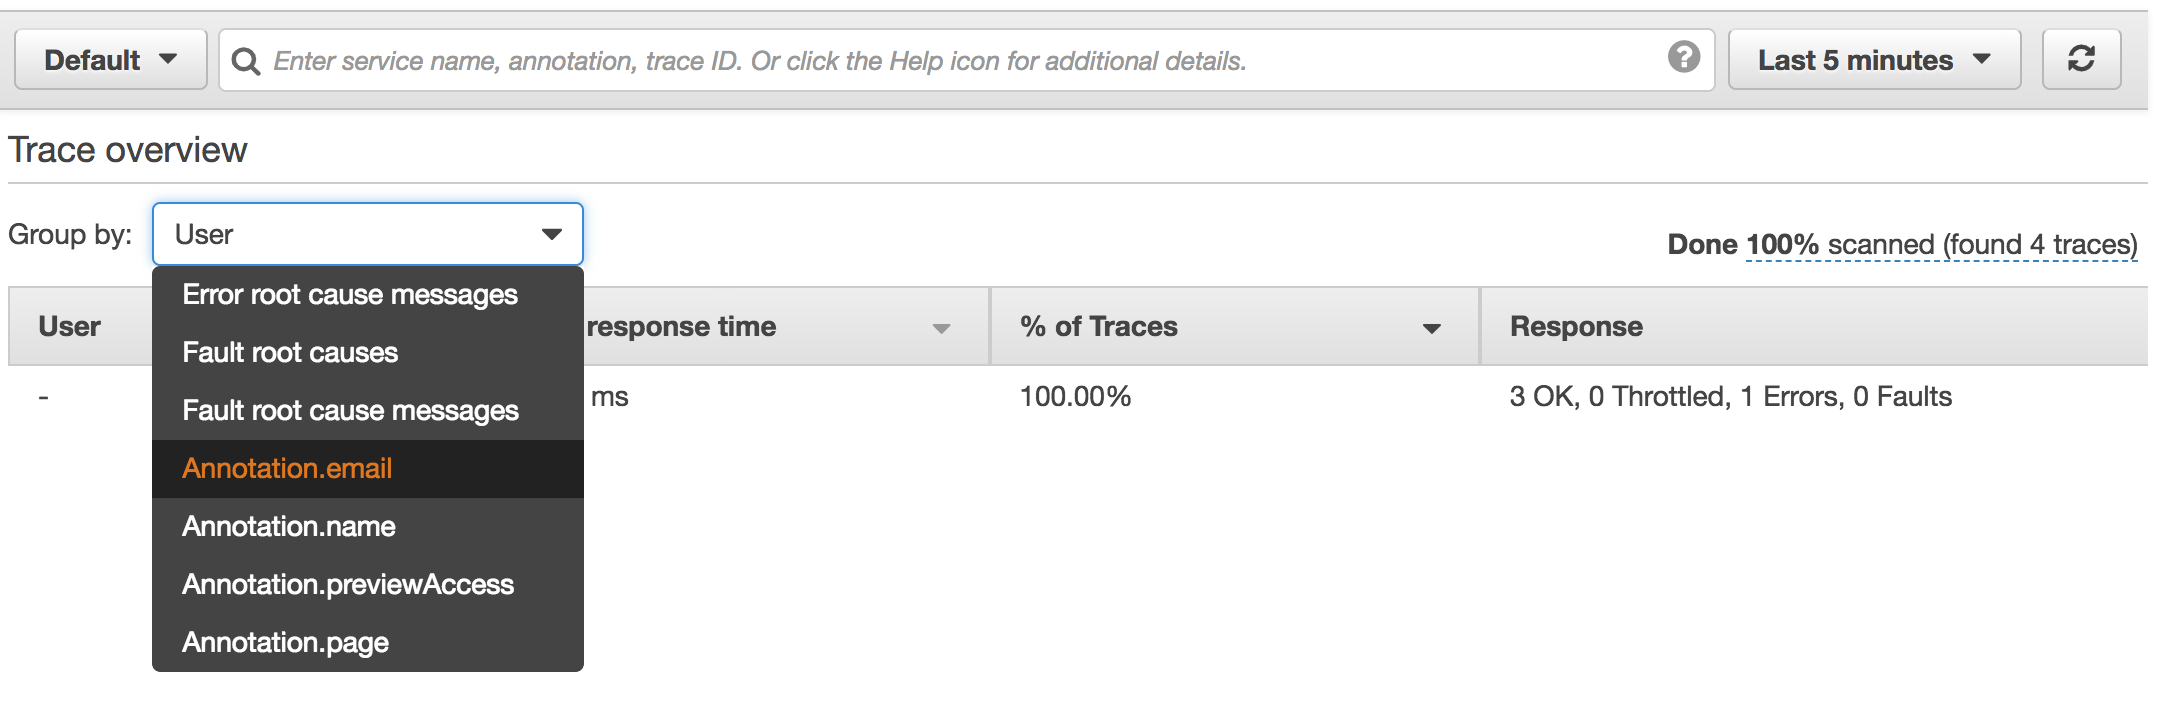 Default Enter service name, annotation, trace ID. Or click the Help icon for additional details. ? Last 5 minutes
Trace overview
Group by: User
Done 100% scanned (found 4 traces)
User response time % of Traces Response
- ms 100.00% 3 OK, 0 Throttled, 1 Errors, 0 Faults
Error root cause messages
Fault root causes
Fault root cause messages
Annotation.email
Annotation.name
Annotation.previewAccess
Annotation.page